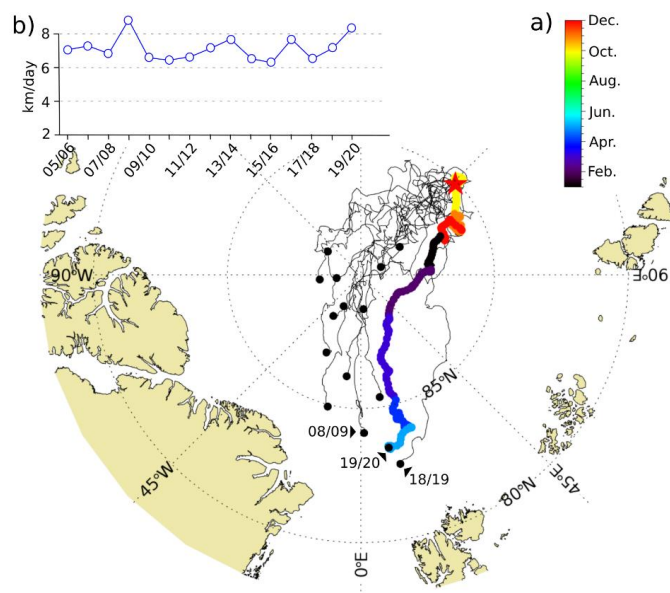 b)
a)
km/day
8
6
4
2
05/06
07/08
09/10
11/12
13/14
15/16
17/18
19/20
Dec.
Oct.
Aug.
Jun.
Apr.
Feb.
90°W
90°E
85°N
08/09
19/20
18/19
45°W
80°N
45°E
0°E